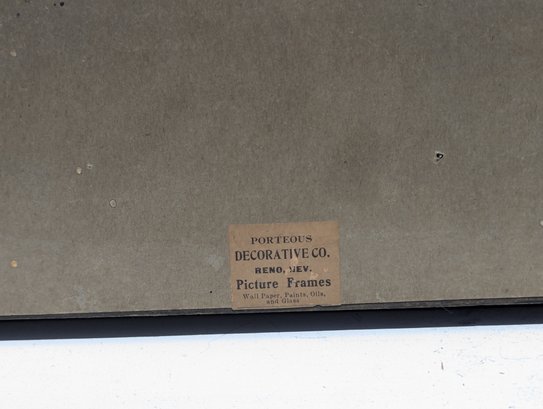 PORTEOUS
DECORATIVE CO.
RENO, NEV.
Picture Frames
Wall Paper, Paints, Oils,
and Glass